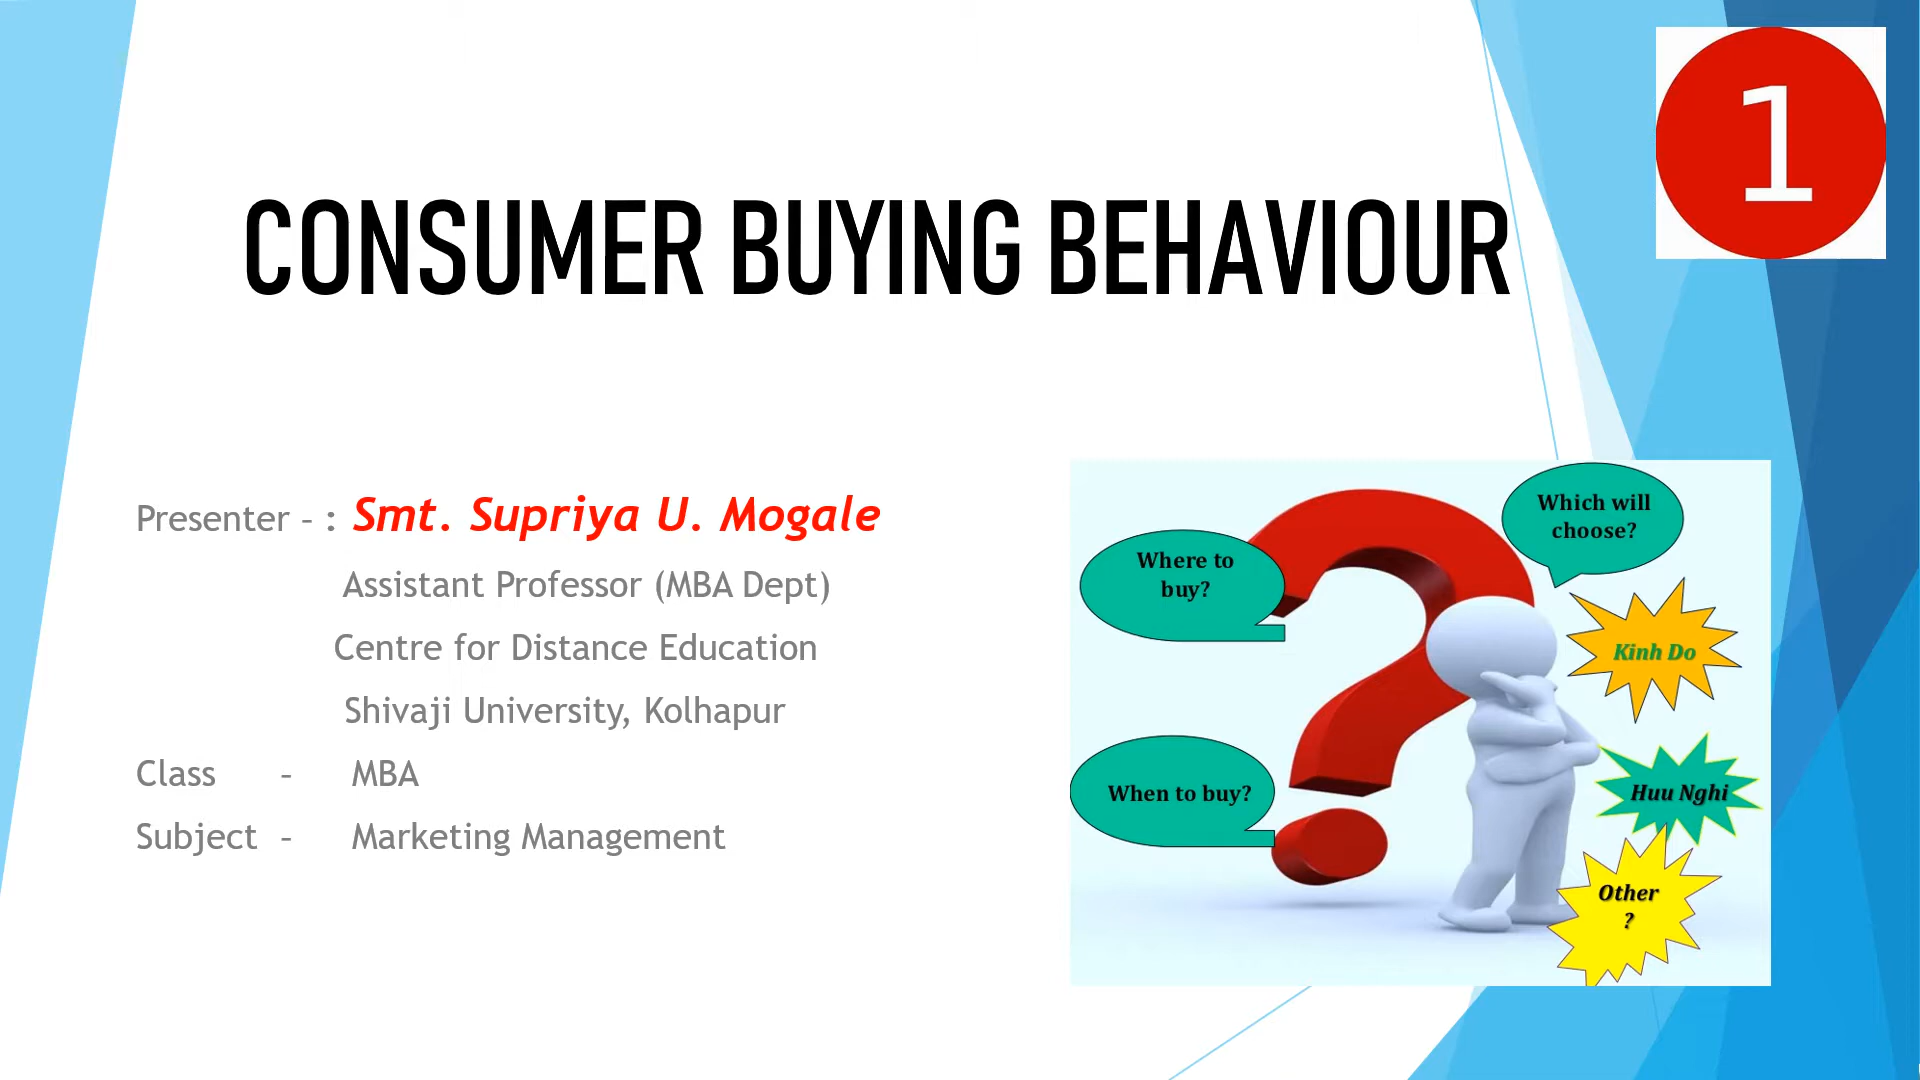 1
CONSUMER BUYING BEHAVIOUR
Presenter – : Smt. Supriya U. Mogale
Assistant Professor (MBA Dept)
Centre for Distance Education
Shivaji University, Kolhapur
Class - MBA
Subject - Marketing Management
Which will
choose?
Where to
buy?
Kinh Do
When to buy?
Huu Nghi
Other
?